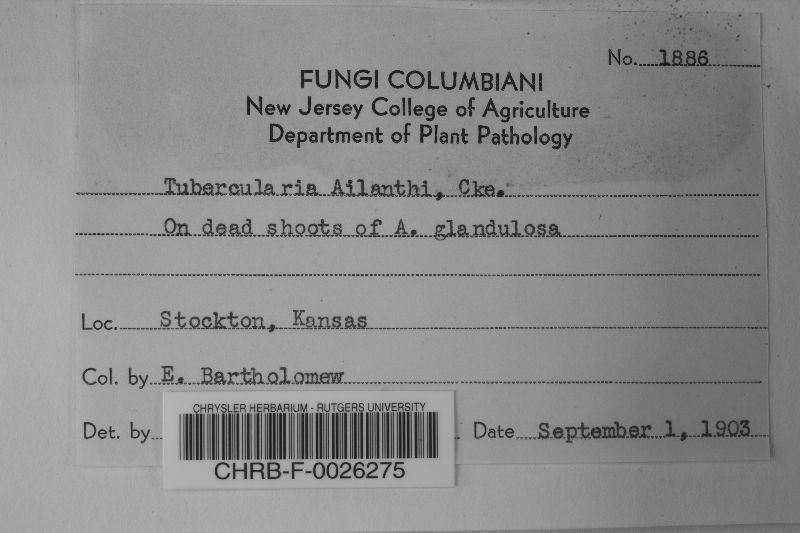 No. 1886
FUNGI COLUMBIANI
New Jersey College of Agriculture
Department of Plant Pathology
Tubercularia Ailanthi, Cke.
On dead shoots of A. glandulosa
Loc. Stockton, Kansas
Col. by E. Bartholomew
Det. by
Date September 1, 1903
CHRYSLER HERBARIUM - RUTGERS UNIVERSITY
CHRB-F-0026275